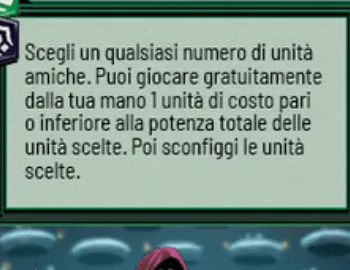 Scegli un qualsiasi numero di unità
amiche. Puoi giocare gratuitamente
dalla tua mano 1 unità di costo pari
o inferiore alla potenza totale delle
unità scelte. Poi sconfiggi le unità
scelte.